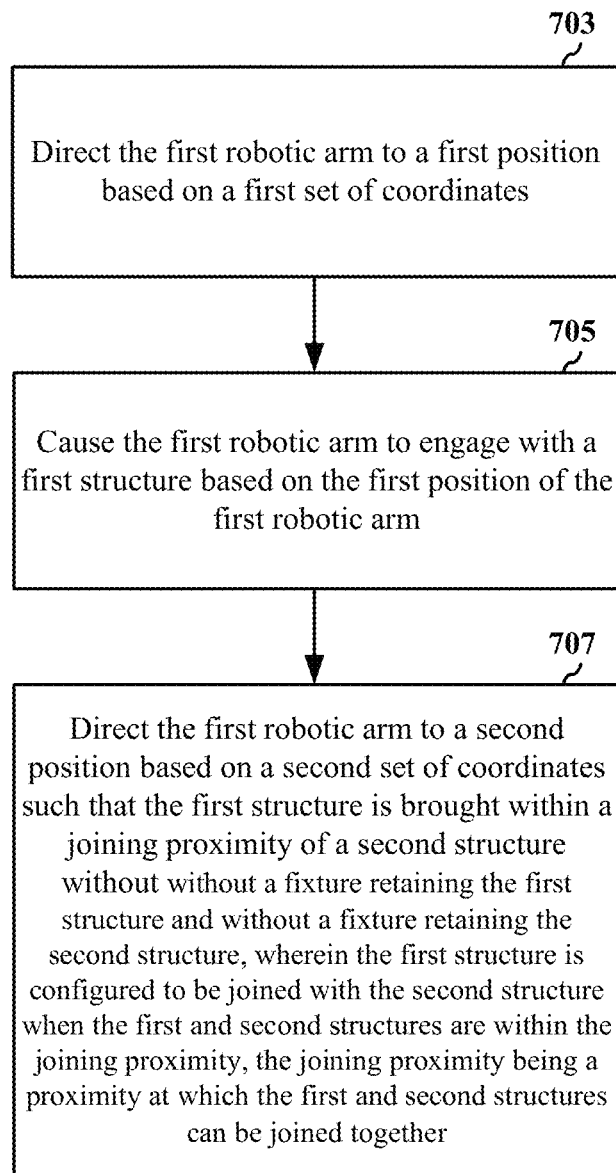 703
Direct the first robotic arm to a first position
based on a first set of coordinates
705
Cause the first robotic arm to engage with a
first structure based on the first position of the
first robotic arm
707
Direct the first robotic arm to a second
position based on a second set of coordinates
such that the first structure is brought within a
joining proximity of a second structure
without without a fixture retaining the first
structure and without a fixture retaining the
second structure, wherein the first structure is
configured to be joined with the second structure
when the first and second structures are within the
joining proximity, the joining proximity being a
proximity at which the first and second structures
can be joined together